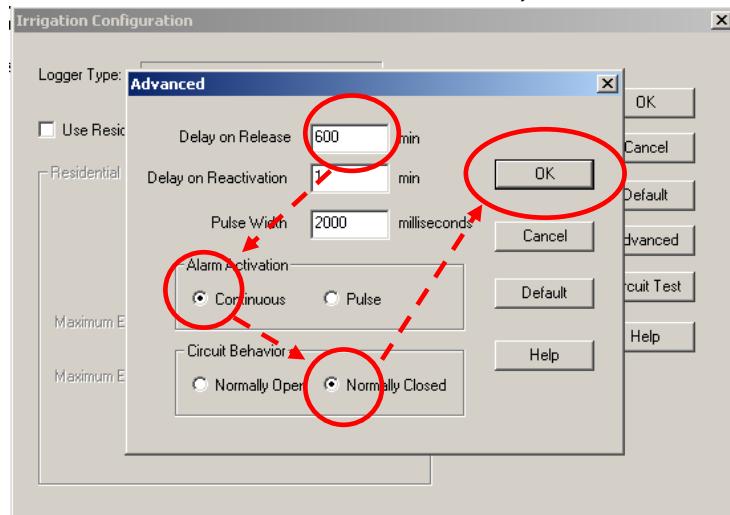 Irrigation Configuration
Logger Type:
Advanced
OK
Use Resid
Delay on Release 600 min
Cancel
Residential
Delay on Reactivation 1 min
OK
Default
Pulse Width 2000 milliseconds
Cancel
dvanced
Alarm Activation
Continuous Pulse
Default
rcuit Test
Maximum E
Circuit Behavior
Help
Help
Maximum E
Normally Open Normally Closed